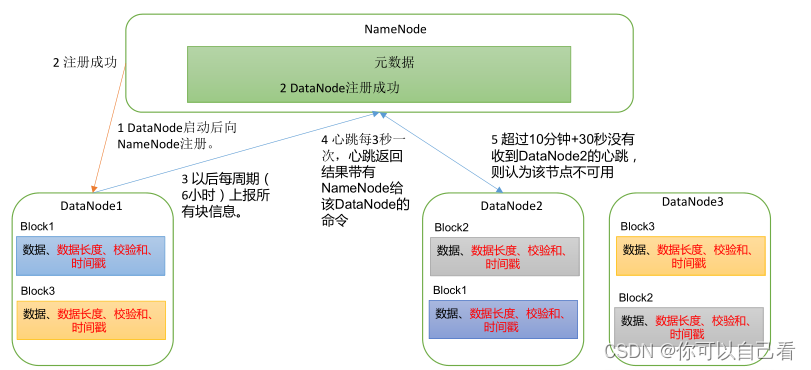 NameNode
元数据
2 DataNode注册成功
2 注册成功
1 DataNode启动后向
NameNode注册。
3 以后每周期（
6小时）上报所
有块信息。
4 心跳每3秒一
次，心跳返回
结果带有
NameNode给
该DataNode的
命令
5 超过10分钟+30秒没有
收到DataNode2的心跳，
则认为该节点不可用
DataNode1
Block1
数据、数据长度、校验和、
时间戳
Block3
数据、数据长度、校验和、
时间戳
DataNode2
Block2
数据、数据长度、校验和、
时间戳
Block1
数据、数据长度、校验和、
时间戳
DataNode3
Block3
数据、数据长度、校验和、
时间戳
Block2
数据、数据长度、校验和、
时间戳
CSDN @你可以自己看